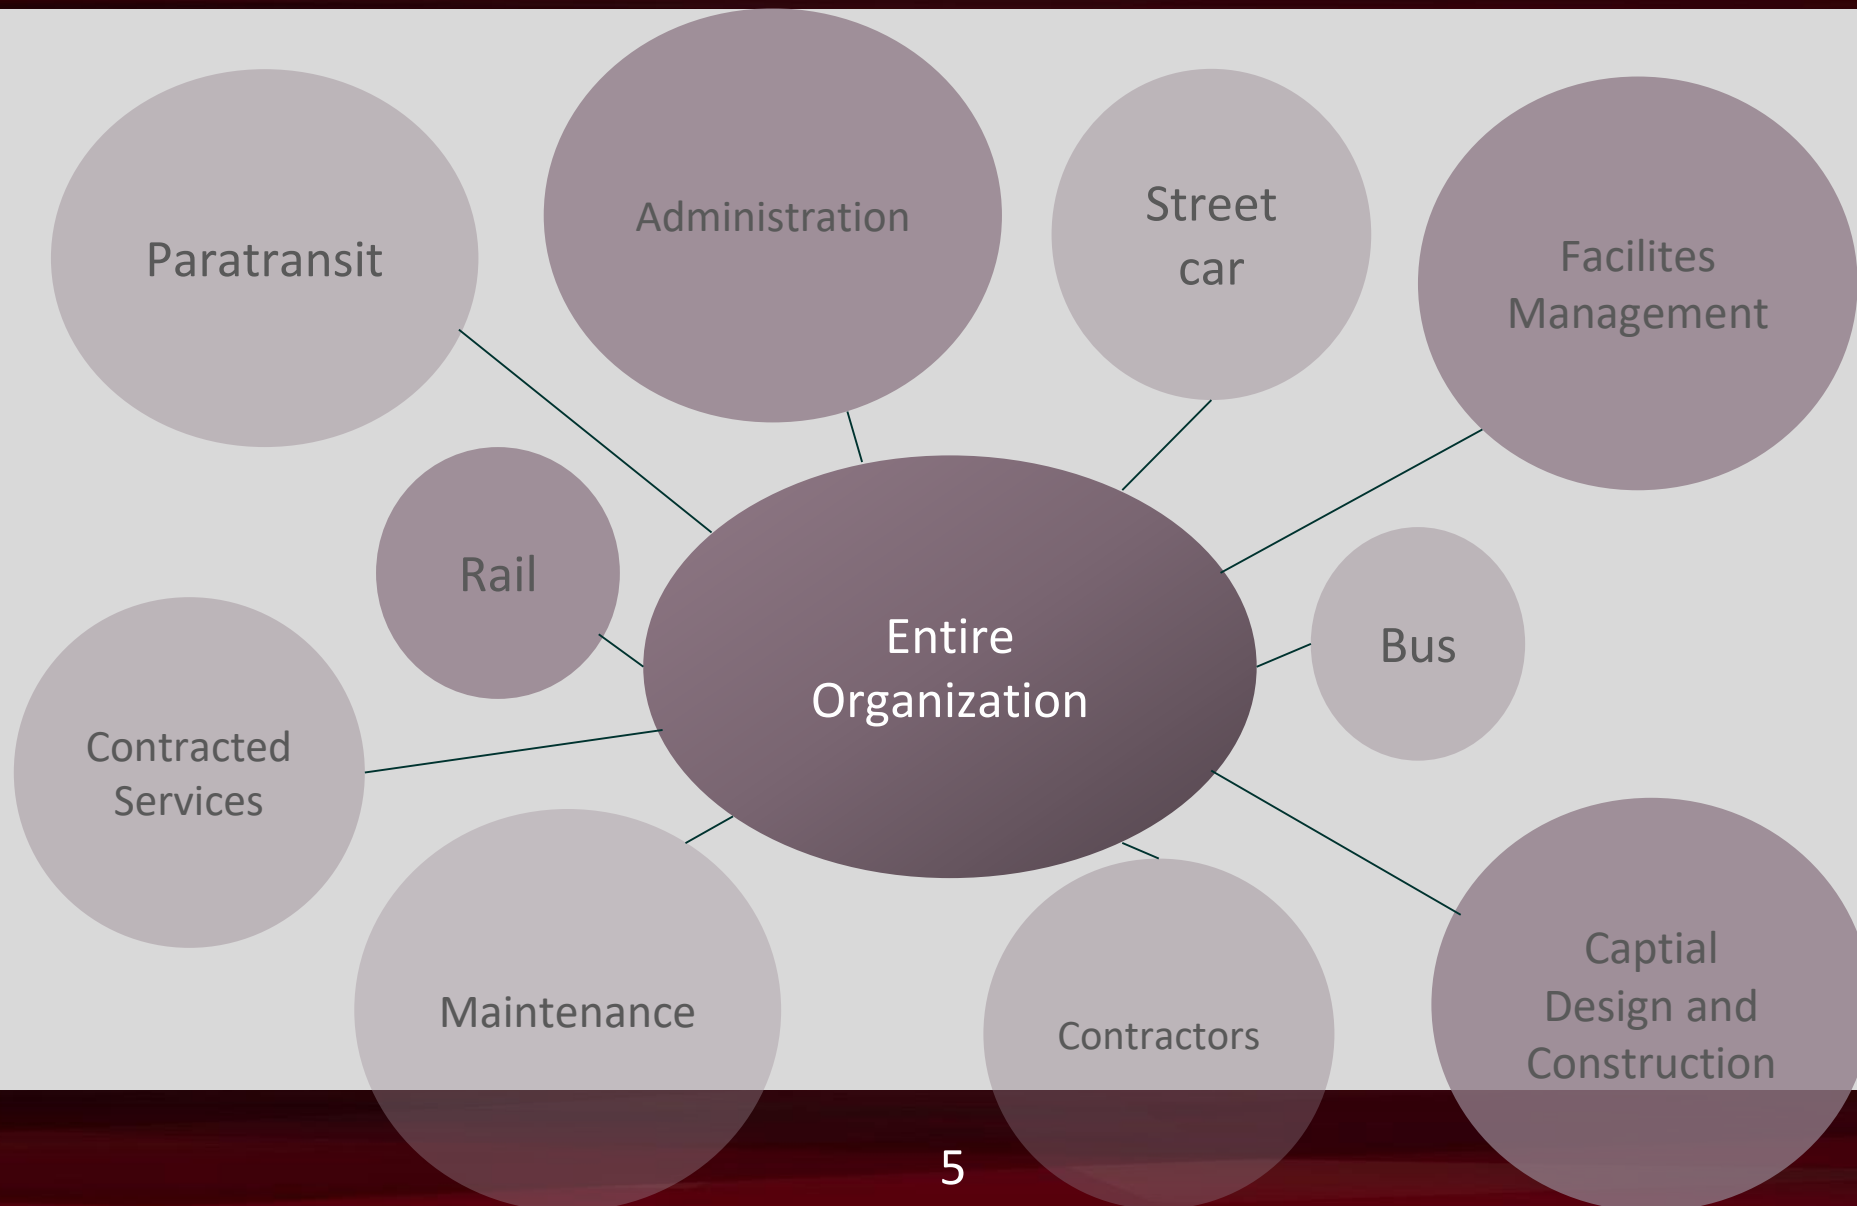 Paratransit
Administration
Street
car
Facilites
Management
Rail
Entire
Organization
Bus
Contracted
Services
Maintenance
Contractors
Captial
Design and
Construction
5